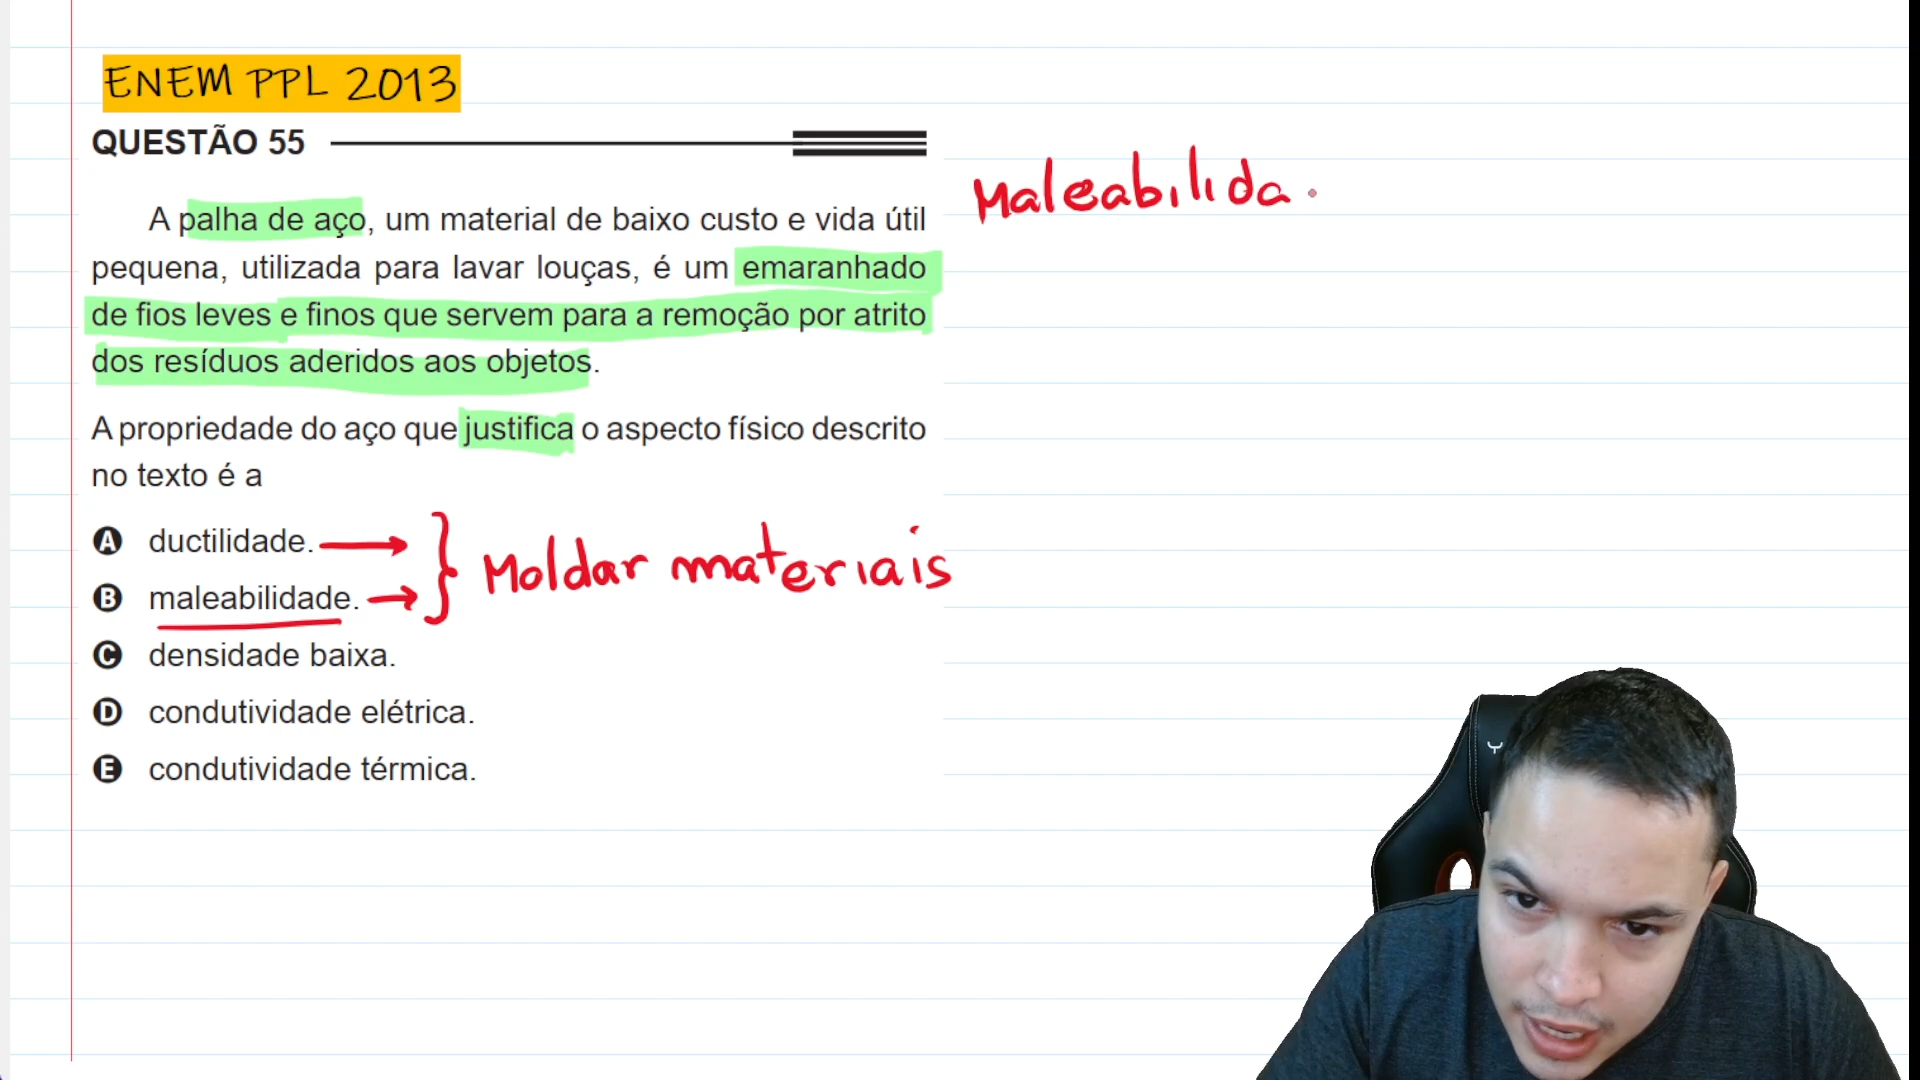 ENEM PPL 2013
QUESTÃO 55
A palha de aço, um material de baixo custo e vida útil
pequena, utilizada para lavar louças, é um emaranhado
de fios leves e finos que servem para a remoção por atrito
dos resíduos aderidos aos objetos.
A propriedade do aço que justifica o aspecto físico descrito
no texto é a
A ductilidade.
B maleabilidade.
C densidade baixa.
D condutividade elétrica.
E condutividade térmica.
Moldar materiais
Maleabilida